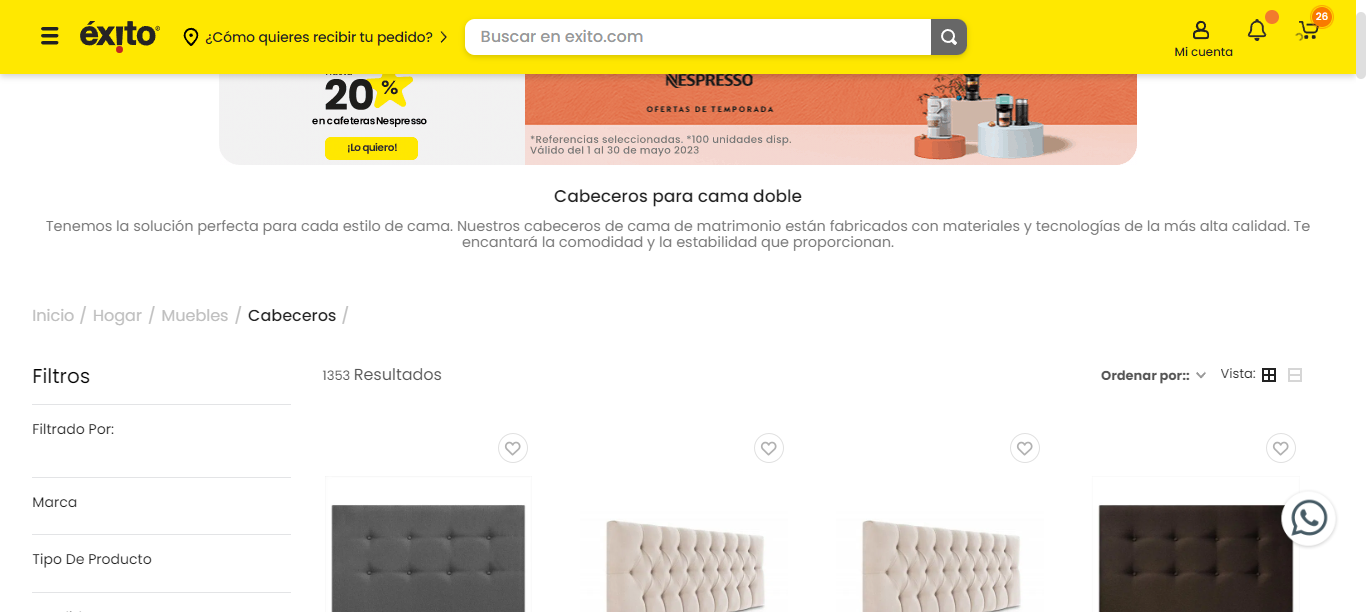 éxito
¿Cómo quieres recibir tu pedido?
Buscar en exito.com
Mi cuenta
26
20%
en cafeteras Nespresso
¡Lo quiero!
NESPRESSO
OFERTAS DE TEMPORADA
*Referencias seleccionadas. *100 unidades disp.
Válido del 1 al 30 de mayo 2023
Cabeceros para cama doble
Tenemos la solución perfecta para cada estilo de cama. Nuestros cabeceros de cama de matrimonio están fabricados con materiales y tecnologías de la más alta calidad. Te
encantará la comodidad y la estabilidad que proporcionan.
Inicio / Hogar / Muebles / Cabeceros /
Filtros
1353 Resultados
Ordenar por::
Vista:
Filtrado Por:
Marca
Tipo De Producto